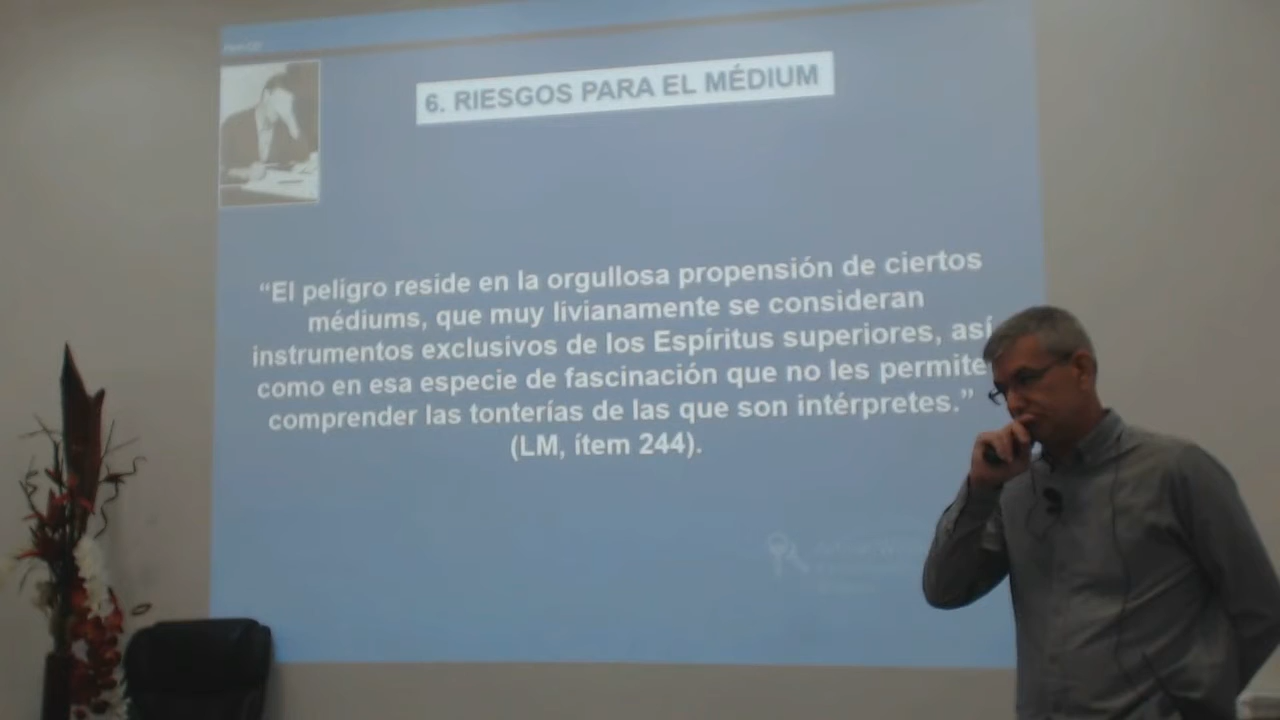 6. RIESGOS PARA EL MÉDIUM
“El peligro reside en la orgullosa propensión de ciertos
médiums, que muy livianamente se consideran
instrumentos exclusivos de los Espíritus superiores, así
como en esa especie de fascinación que no les permite
comprender las tonterías de las que son intérpretes.”
(LM, ítem 244).